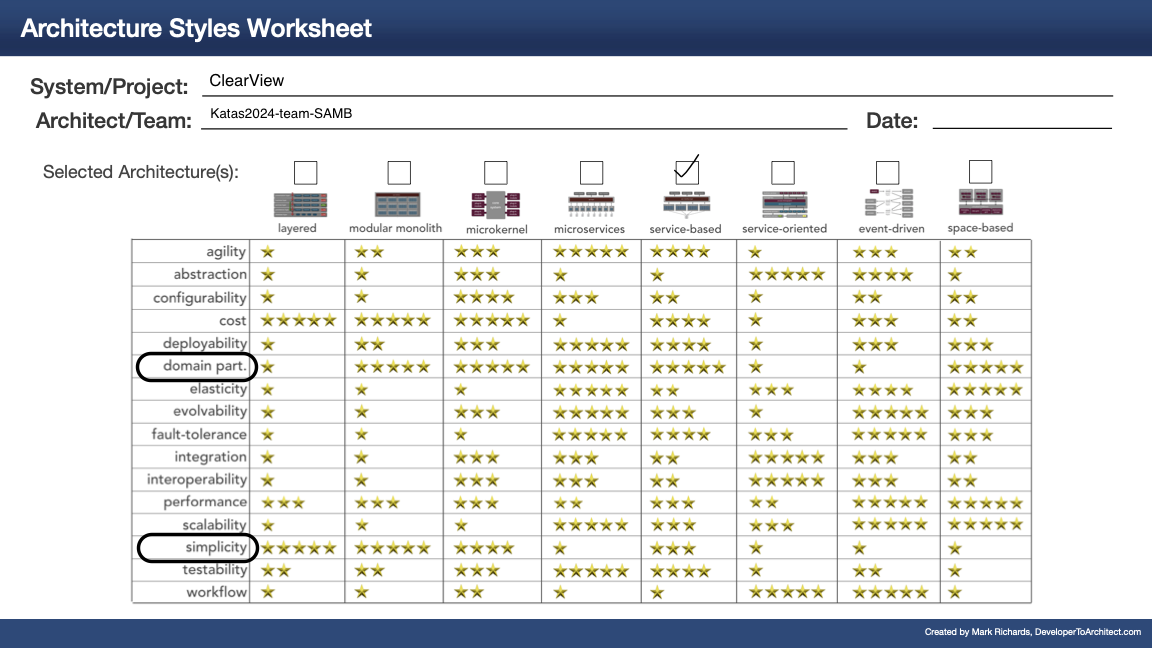 Architecture Styles Worksheet
System/Project: ClearView
Architect/Team: Katas2024-team-SAMB Date:
Selected Architecture(s):
layered modular monolith microkernel microservices service-based service-oriented event-driven space-based
agility ★ ★★ ★★★ ★★★★★ ★★★★ ★ ★★★ ★★
abstraction ★ ★ ★★★ ★ ★ ★★★★★ ★★★★ ★
configurability ★ ★ ★★★★ ★★★ ★★ ★ ★★ ★★
cost ★★★★★ ★★★★★ ★★★★★ ★ ★★★★ ★ ★★★ ★★
deployability ★ ★★ ★★★ ★★★★★ ★★★★ ★ ★★★ ★★★
domain part. ★ ★★★★★ ★★★★★ ★★★★★ ★★★★★ ★ ★ ★★★★★
elasticity ★ ★ ★ ★★★★★ ★★ ★★★ ★★★★ ★★★★★
evolvability ★ ★ ★★★ ★★★★★ ★★★ ★ ★★★★★ ★★★
fault-tolerance ★ ★ ★ ★★★★★ ★★★★ ★★★ ★★★★★ ★★★
integration ★ ★ ★★★ ★★★ ★★ ★★★★★ ★★★ ★★
interoperability ★ ★ ★★★ ★★★ ★★ ★★★★★ ★★★ ★★
performance ★★★ ★★★ ★★★ ★★ ★★★ ★★ ★★★★★ ★★★★★
scalability ★ ★ ★ ★★★★★ ★★★ ★★★ ★★★★★ ★★★★★
simplicity ★★★★★ ★★★★★ ★★★★ ★ ★★★ ★ ★ ★
testability ★★ ★★ ★★★ ★★★★★ ★★★★ ★ ★★ ★
workflow ★ ★ ★★ ★ ★ ★★★★★ ★★★★★ ★
Created by Mark Richards, DeveloperToArchitect.com